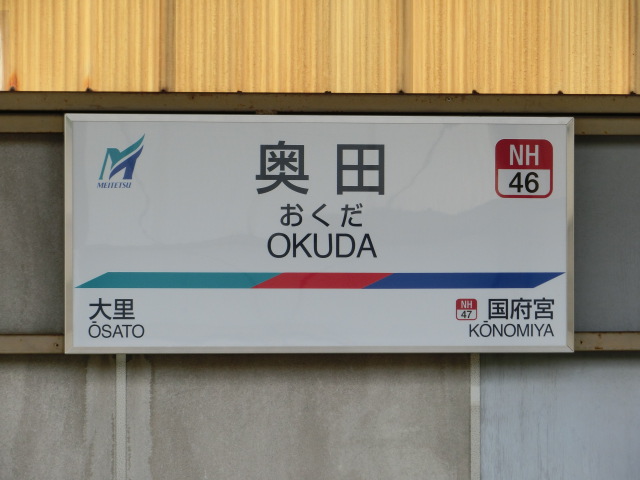 MEITETSU
奥田
おくだ
OKUDA
NH
46
大里
ŌSATO
NH
47
国府宮
KŌNOMIYA